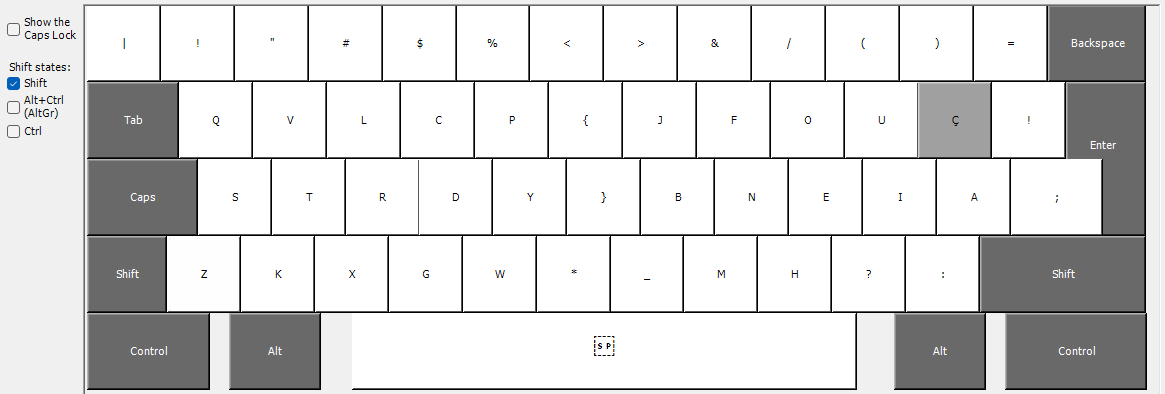 Show the
Caps Lock
Shift states:
Shift
Alt+Ctrl
(AltGr)
Ctrl
| ! " # $ % < > & / ( ) = Backspace
Tab Q V L C P { J F O U Ç ! Enter
Caps S T R D Y } B N E I A ;
Shift Z K X G W * _ M H ? : Shift
Control Alt SP Alt Control